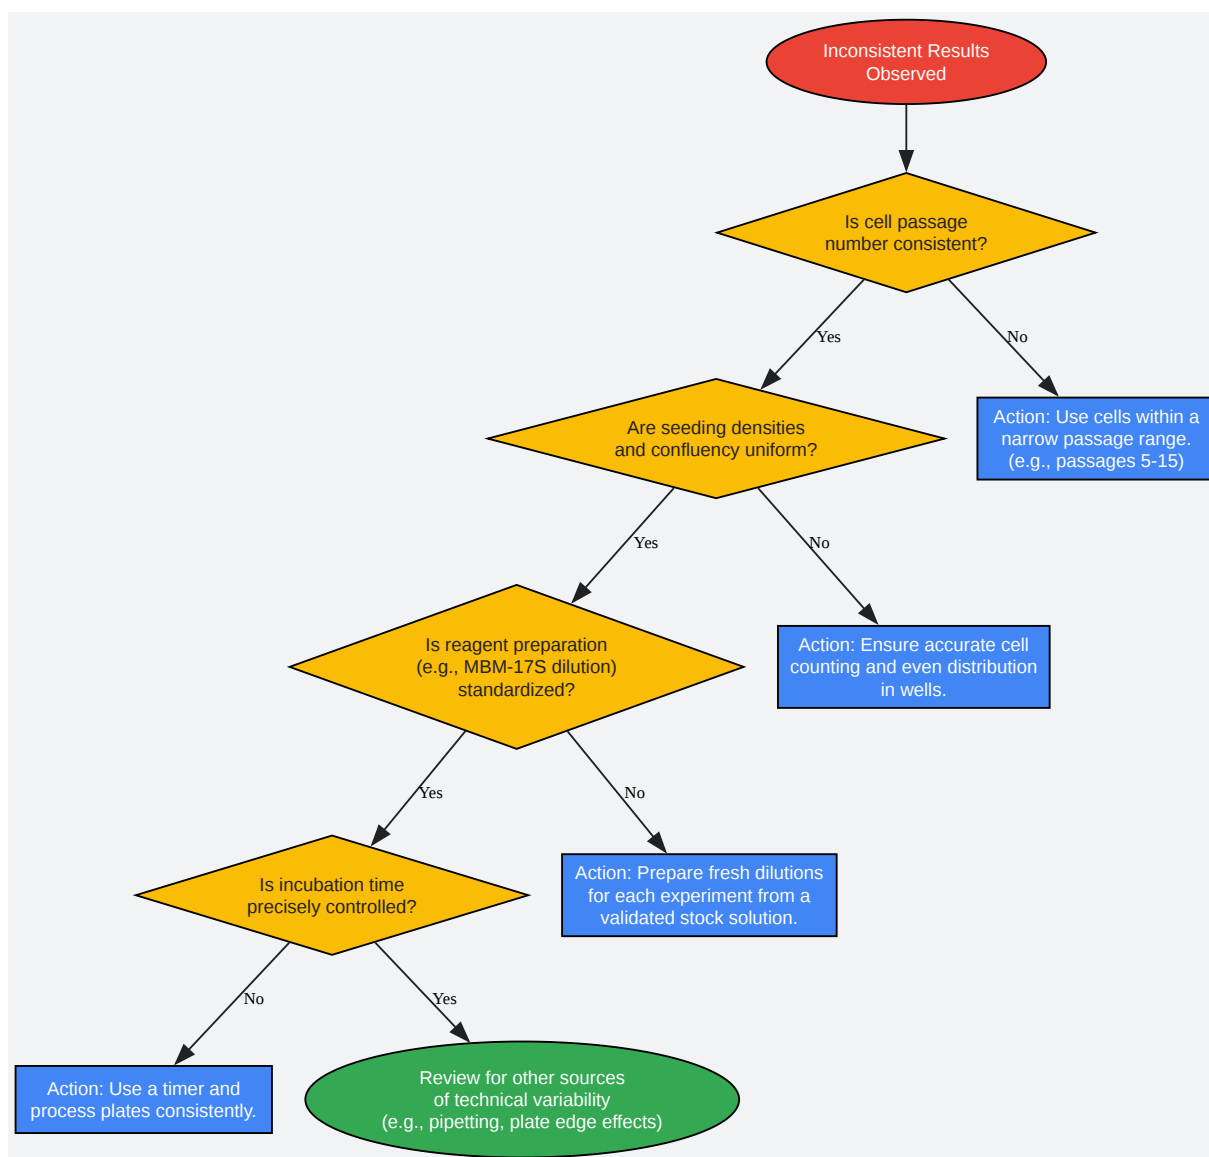 Inconsistent Results
Observed
Is cell passage
number consistent?
Yes
No
Are seeding densities
and confluency uniform?
Action: Use cells within a
narrow passage range.
(e.g., passages 5-15)
Yes
No
Is reagent preparation
(e.g., MBM-17S dilution)
standardized?
Action: Ensure accurate cell
counting and even distribution
in wells.
Yes
No
Is incubation time
precisely controlled?
Action: Prepare fresh dilutions
for each experiment from a
validated stock solution.
No
Yes
Action: Use a timer and
process plates consistently.
Review for other sources
of technical variability
(e.g., pipetting, plate edge effects)